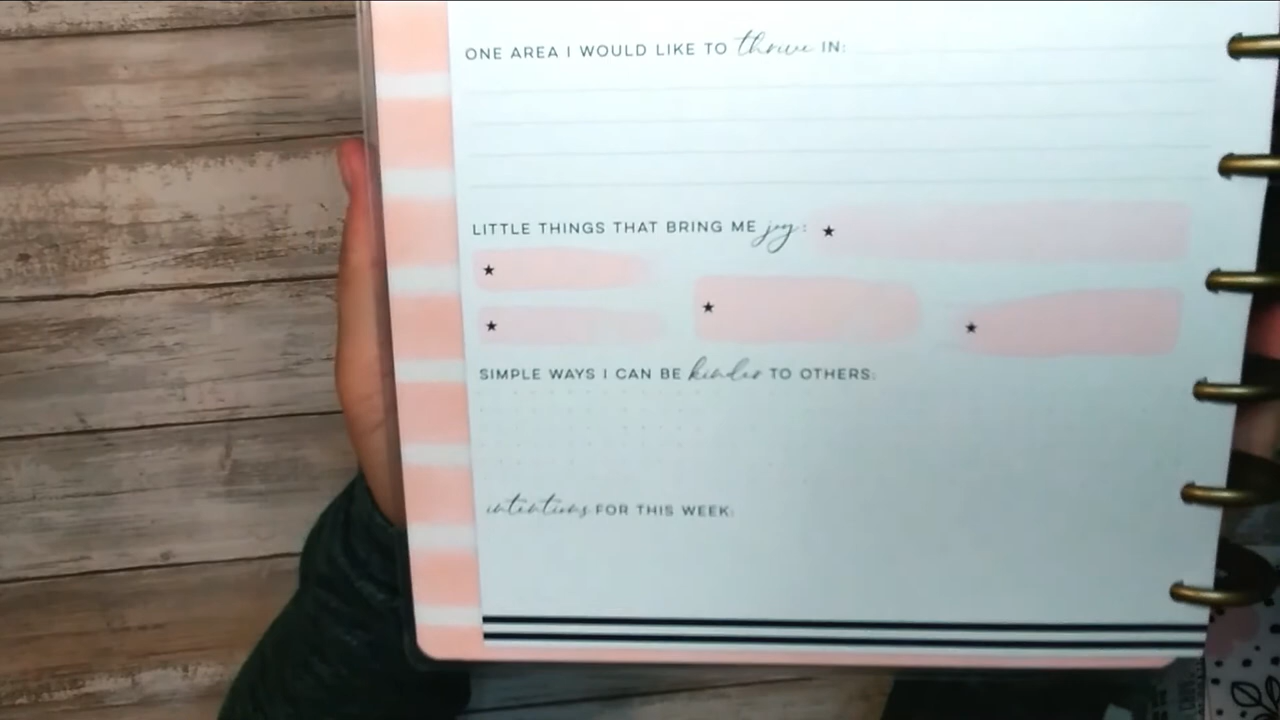 ONE AREA I WOULD LIKE TO thrive IN:
LITTLE THINGS THAT BRING ME joy:
SIMPLE WAYS I CAN BE kinder TO OTHERS:
intentions FOR THIS WEEK: